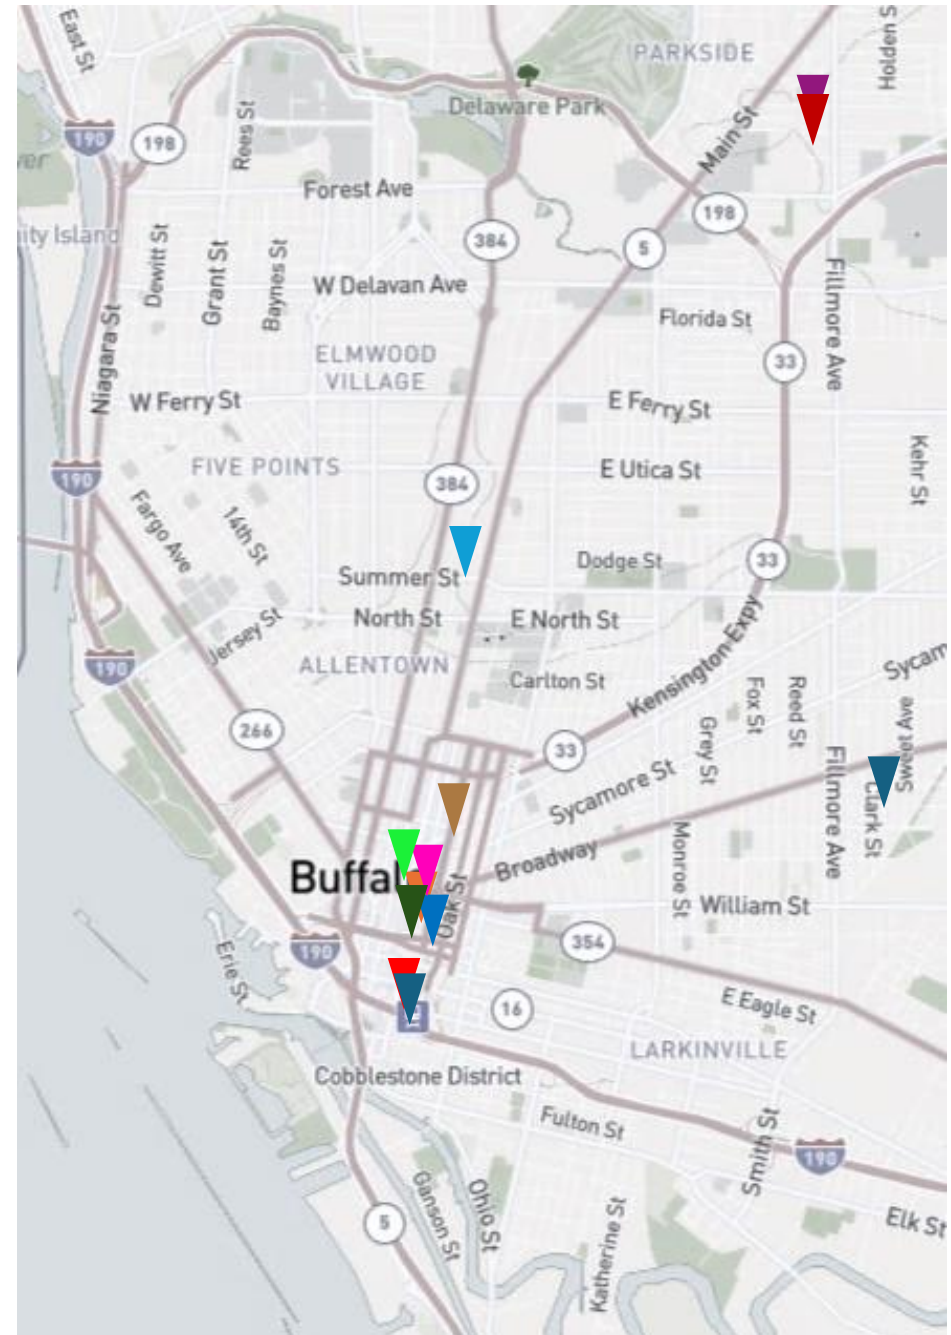 East St
PARKSIDE
Holden S
190
198
Rees St
Delaware Park
Main St
ver
Forest Ave
198
ity Island
384
5
Dewitt St
Grant St
Baynes St
W Delavan Ave
Fillmore Ave
Niagara St
Florida St
ELMWOOD
VILLAGE
33
W Ferry St
E Ferry St
FIVE POINTS
E Utica St
Kehr St
190
384
Fargo Ave
14th St
Dodge St
33
Summer St
North St
E North St
Jersey St
Kensington Expy
190
ALLENTOWN
Carlton St
Sycam
Fox St
Reed St
Sweet Ave
266
33
Grey St
Sycamore St
Fillmore Ave
Clark St
Broadway
Monroe St
Buffal
Oak St
William St
190
354
Erie St
16
E Eagle St
LARKINVILLE
Cobblestone District
Fulton St
Smith St
190
5
Ganson St
Ohio St
Katherine St
Elk St